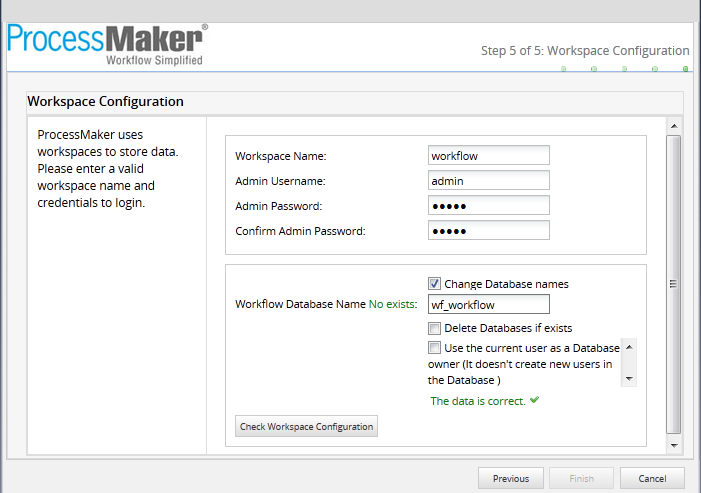 ProcessMaker®
Workflow Simplified
Step 5 of 5: Workspace Configuration
Workspace Configuration
ProcessMaker uses
workspaces to store data.
Please enter a valid
workspace name and
credentials to login.
Workspace Name: workflow
Admin Username: admin
Admin Password: •••••
Confirm Admin Password: •••••
Change Database names
Workflow Database Name No exists: wf_workflow
Delete Databases if exists
Use the current user as a Database
owner (It doesn't create new users in
the Database )
The data is correct.
Check Workspace Configuration
Previous Finish Cancel